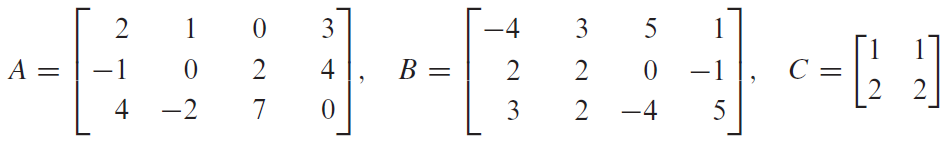 A = [ 2 1 0 3 ; −1 0 2 4 ; 4 −2 7 0 ], B = [ −4 3 5 1 ; 2 2 0 −1 ; 3 2 −4 5 ], C = [ 1 1 ; 2 2 ]